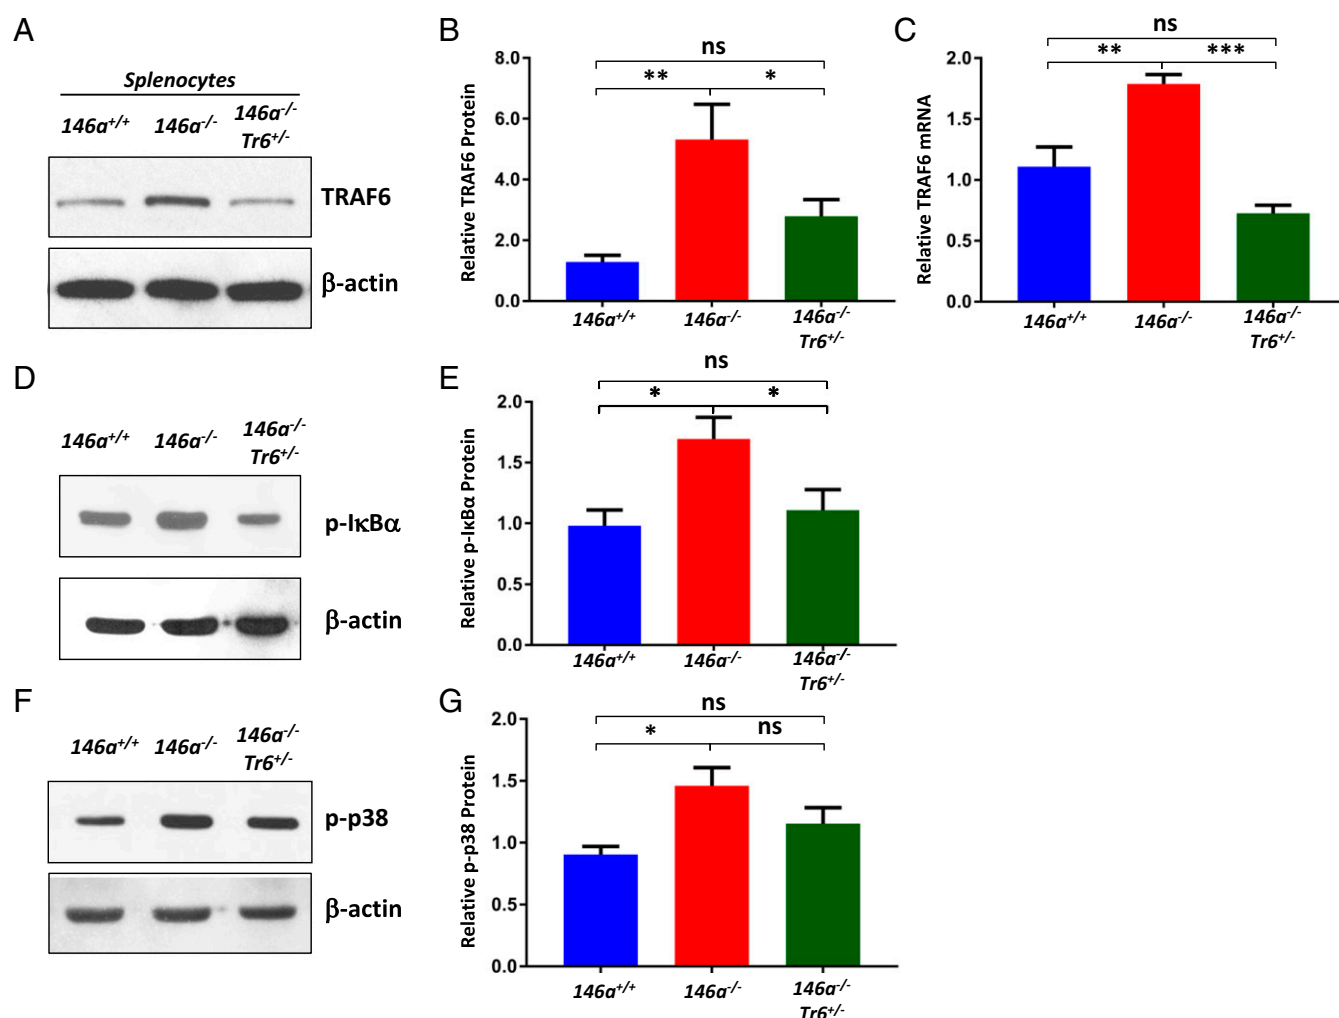 A
Splenocytes
146a+/+ 146a-/- 146a-/-
Tr6+/-
TRAF6
β-actin
B
ns
** *
8.0
6.0
4.0
2.0
0.0
Relative TRAF6 Protein
146a+/+ 146a-/- 146a-/-
Tr6+/-
C
ns
** ***
2.0
1.5
1.0
0.5
0.0
Relative TRAF6 mRNA
146a+/+ 146a-/- 146a-/-
Tr6+/-
D
146a+/+ 146a-/- 146a-/-
Tr6+/-
p-IκBα
β-actin
E
ns
* *
2.0
1.5
1.0
0.5
0.0
Relative p-IκBα Protein
146a+/+ 146a-/- 146a-/-
Tr6+/-
F
146a+/+ 146a-/- 146a-/-
Tr6+/-
p-p38
β-actin
G
ns
* ns
2.0
1.5
1.0
0.5
0.0
Relative p-p38 Protein
146a+/+ 146a-/- 146a-/-
Tr6+/-